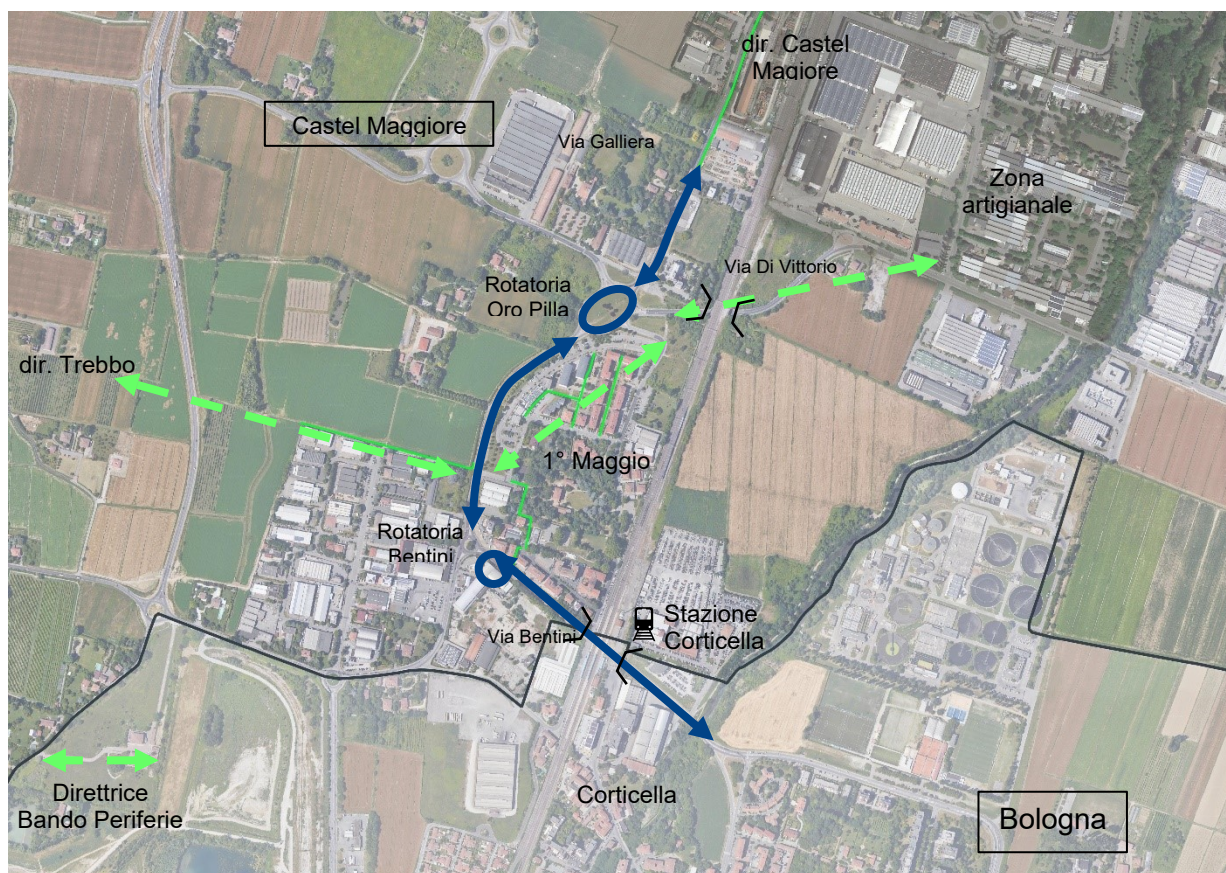 dir. Castel
Magiore
Castel Maggiore
Via Galliera
Zona
artigianale
Via Di Vittorio
Rotatoria
Oro Pilla
dir. Trebbo
1° Maggio
Rotatoria
Bentini
Via Bentini
Stazione
Corticella
Direttrice
Bando Periferie
Corticella
Bologna